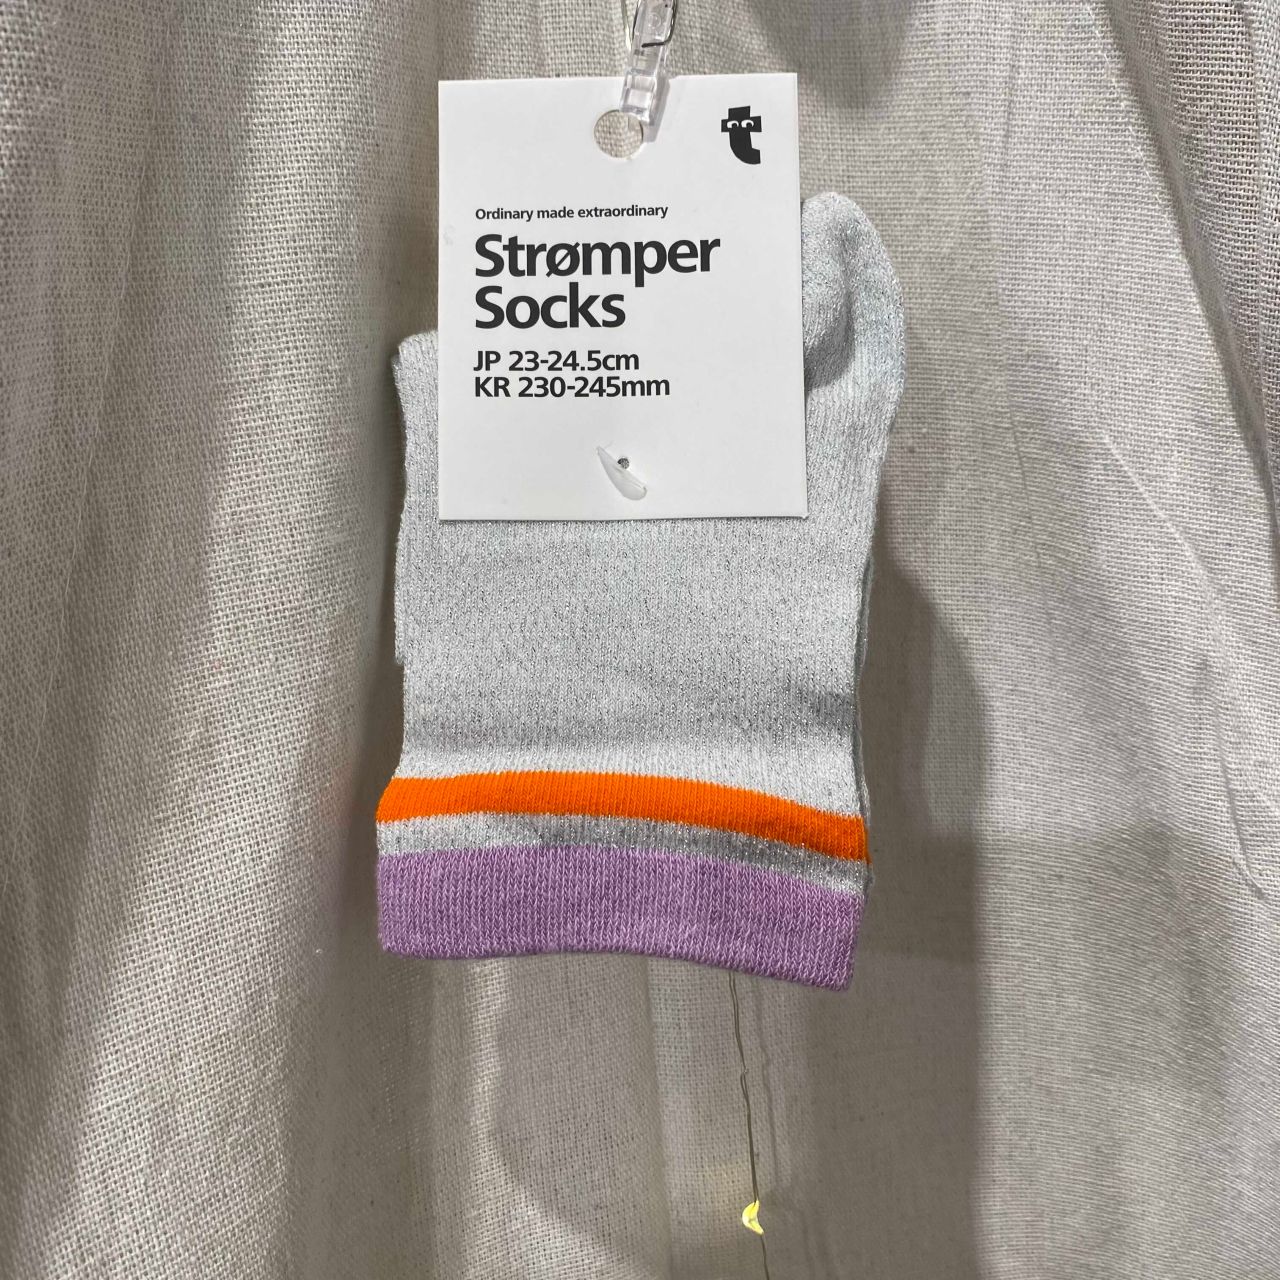 Ordinary made extraordinary
Strømper
Socks
JP 23-24.5cm
KR 230-245mm